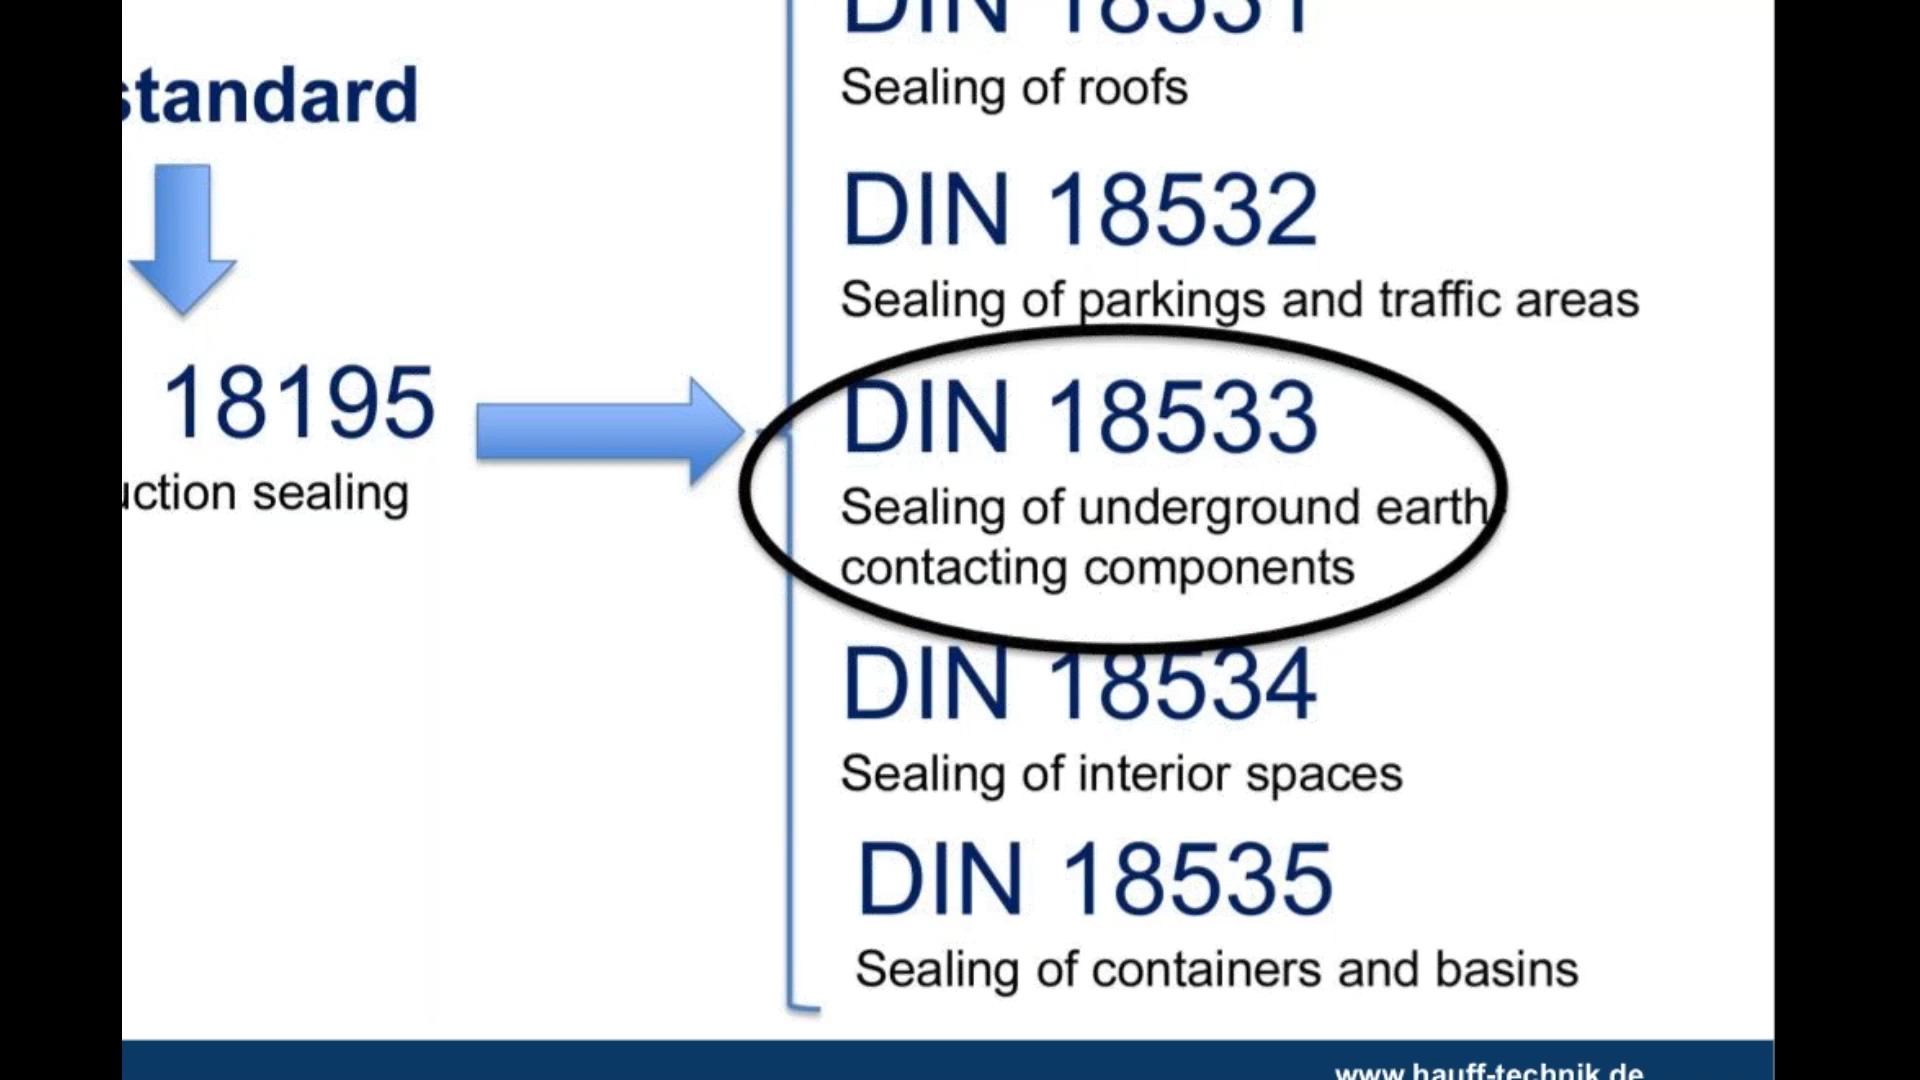 standard
18195
uction sealing
DIN 18531
Sealing of roofs
DIN 18532
Sealing of parkings and traffic areas
DIN 18533
Sealing of underground earth
contacting components
DIN 18534
Sealing of interior spaces
DIN 18535
Sealing of containers and basins
www.hauff-technik.de